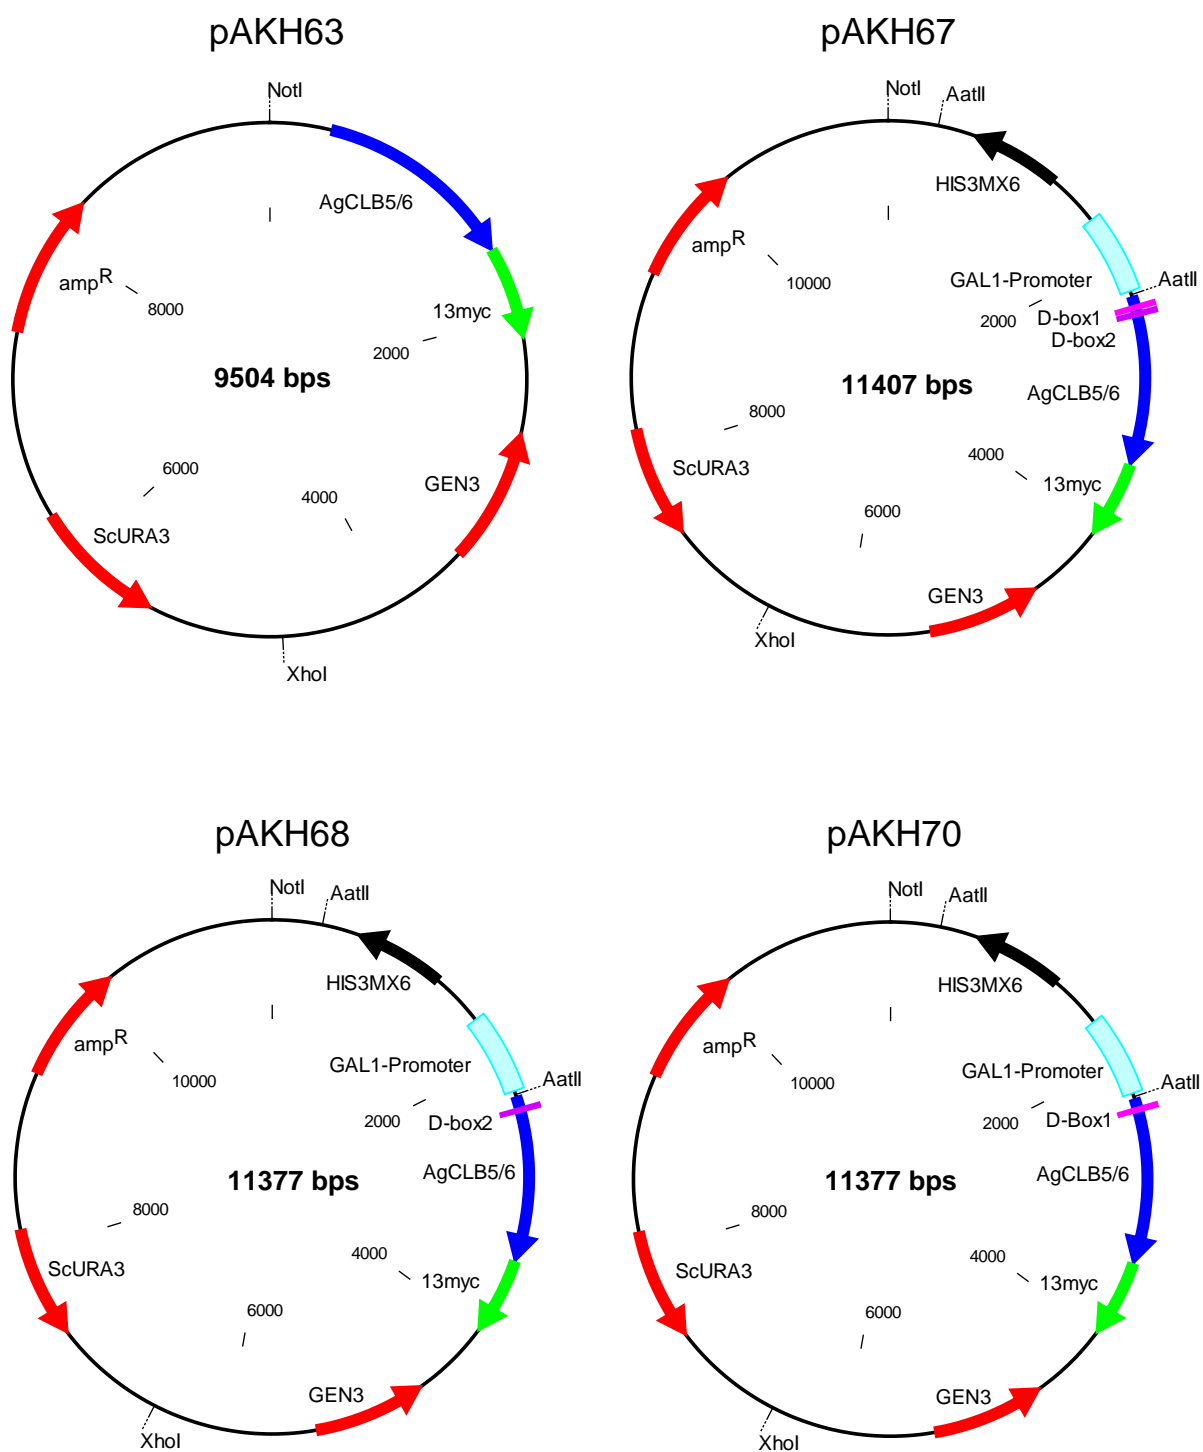 pAKH63
NotI
AgCLB5/6
ampR
8000
13myc
2000
9504 bps
6000
4000
GEN3
ScURA3
XhoI
pAKH67
NotI
AatII
HIS3MX6
ampR
10000
GAL1-Promoter
AatII
2000
D-box1
D-box2
11407 bps
AgCLB5/6
8000
ScURA3
4000
13myc
6000
GEN3
XhoI
pAKH68
NotI
AatII
HIS3MX6
ampR
10000
GAL1-Promoter
AatII
2000
D-box2
11377 bps
AgCLB5/6
8000
ScURA3
4000
13myc
6000
GEN3
XhoI
pAKH70
NotI
AatII
HIS3MX6
ampR
10000
GAL1-Promoter
AatII
2000
D-Box1
11377 bps
AgCLB5/6
8000
ScURA3
4000
13myc
6000
GEN3
XhoI